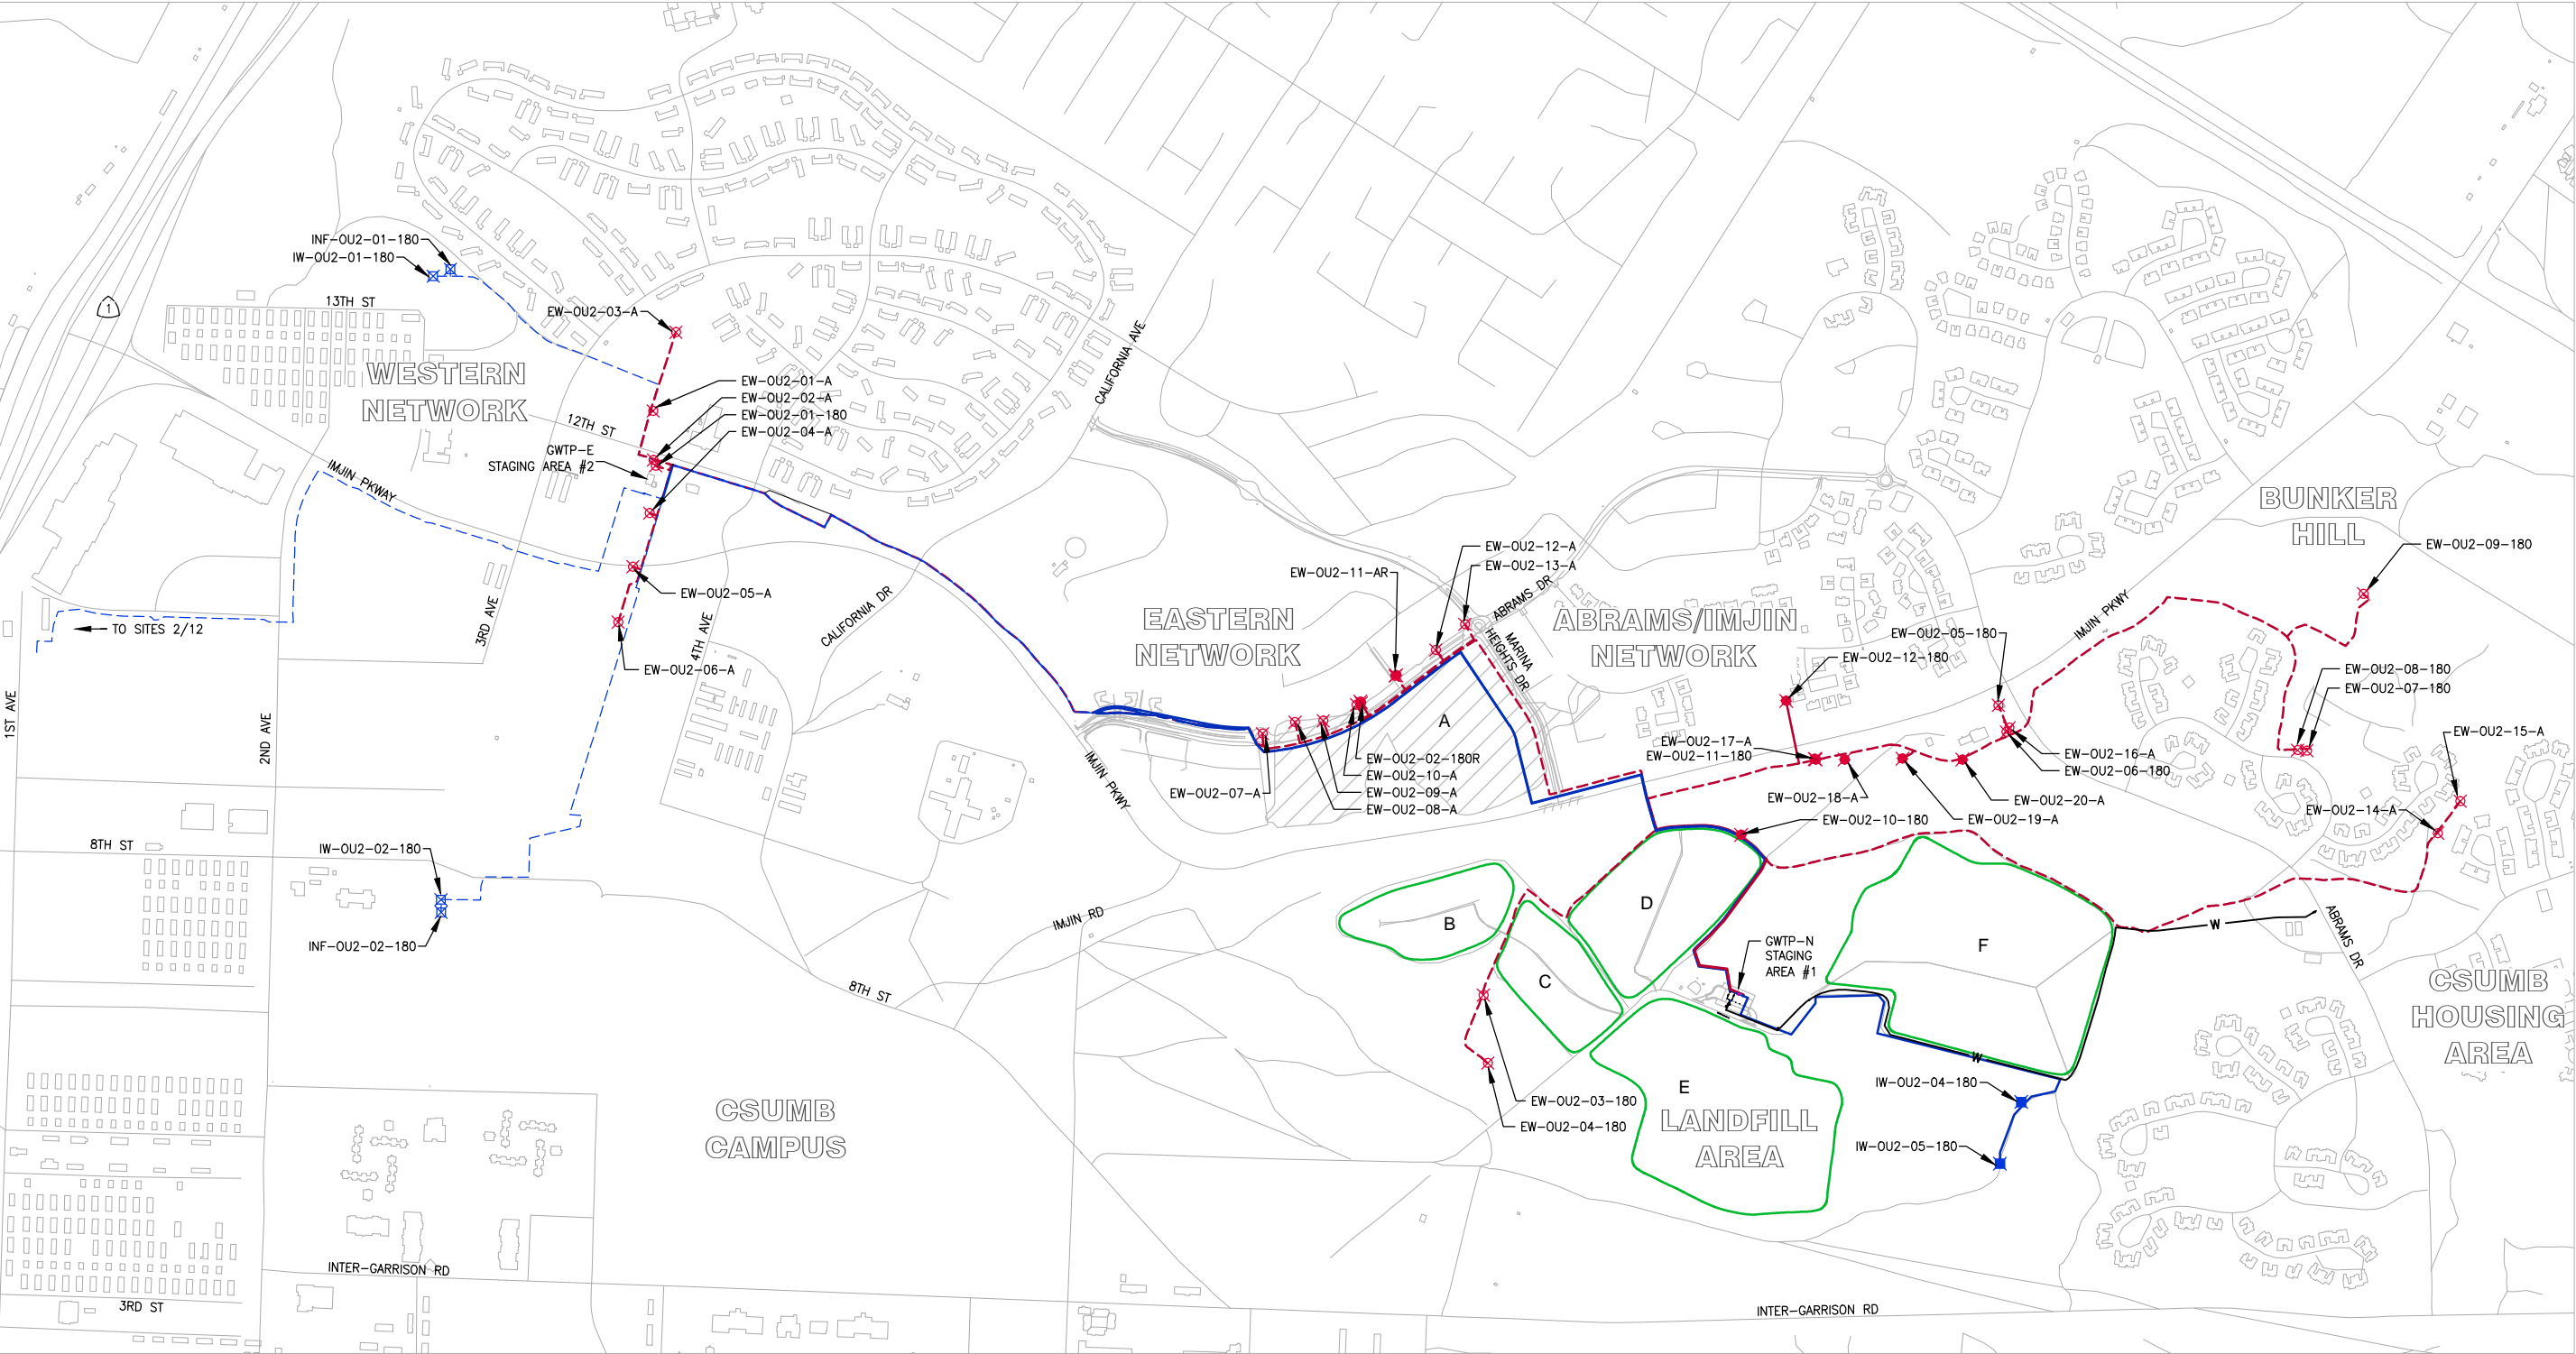 INF-OU2-01-180
IW-OU2-01-180
1
13TH ST
EW-OU2-03-A
WESTERN
NETWORK
EW-OU2-01-A
EW-OU2-02-A
EW-OU2-01-180
EW-OU2-04-A
12TH ST
GWTP-E
STAGING AREA #2
IMJIN PKWAY
CALIFORNIA AVE
TO SITES 2/12
3RD AVE
EW-OU2-05-A
EW-OU2-06-A
4TH AVE
CALIFORNIA DR
1ST AVE
2ND AVE
EASTERN
NETWORK
EW-OU2-11-AR
EW-OU2-12-A
EW-OU2-13-A
ABRAMS DR
MARINA
HEIGHTS DR
ABRAMS/IMJIN
NETWORK
BUNKER
HILL
EW-OU2-09-180
IMJIN PKWY
EW-OU2-05-180
EW-OU2-12-180
EW-OU2-08-180
EW-OU2-07-180
EW-OU2-15-A
A
EW-OU2-17-A
EW-OU2-11-180
EW-OU2-16-A
EW-OU2-06-180
EW-OU2-02-180R
EW-OU2-10-A
EW-OU2-09-A
EW-OU2-08-A
EW-OU2-07-A
IMJIN PKWY
EW-OU2-18-A
EW-OU2-20-A
EW-OU2-19-A
EW-OU2-14-A
EW-OU2-10-180
8TH ST
IW-OU2-02-180
INF-OU2-02-180
IMJIN RD
8TH ST
B
C
D
GWTP-N
STAGING
AREA #1
F
W
ABRAMS DR
CSUMB
HOUSING
AREA
W
IW-OU2-04-180
IW-OU2-05-180
EW-OU2-03-180
EW-OU2-04-180
E
LANDFILL
AREA
CSUMB
CAMPUS
INTER-GARRISON RD
3RD ST
INTER-GARRISON RD